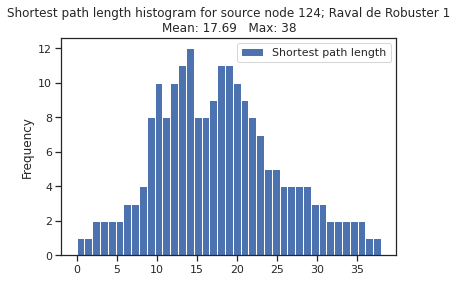 Shortest path length histogram for source node 124; Raval de Robuster 1
Mean: 17.69 Max: 38
Shortest path length
Frequency
12
10
8
6
4
2
0
0 5 10 15 20 25 30 35